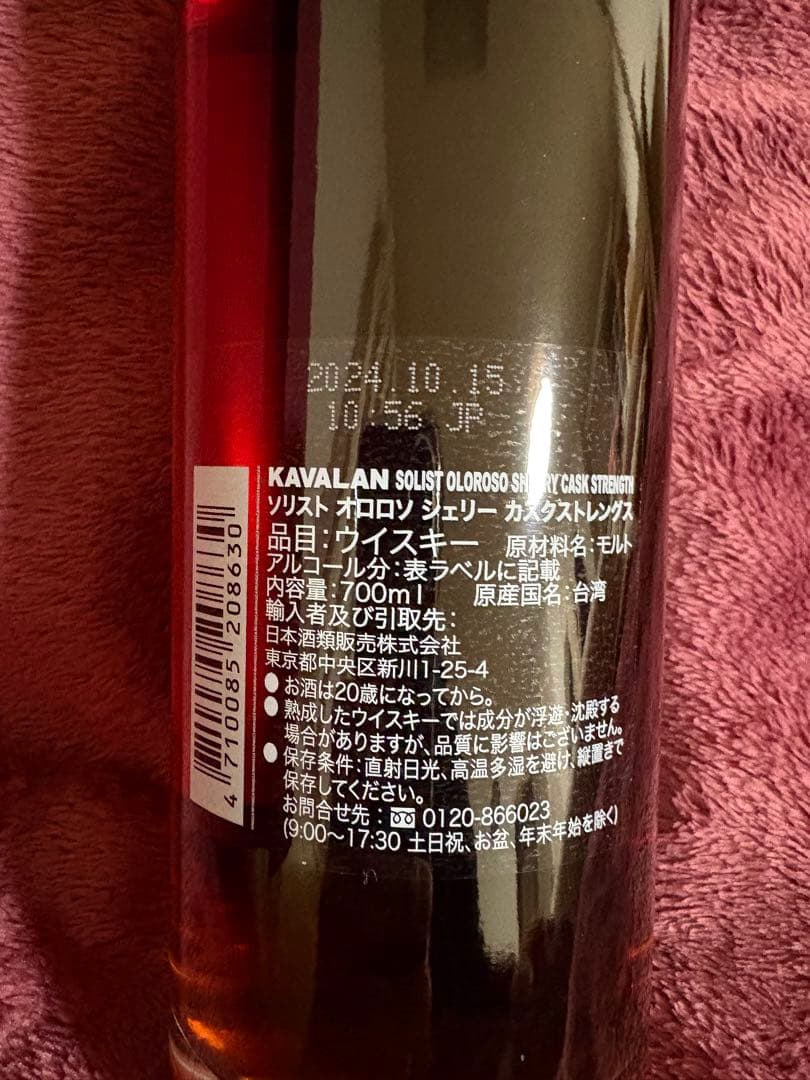 2024.10.15
10:56 JP
KAVALAN SOLIST OLOROSO SHERRY CASK STRENGTH
ソリスト オロロソ シェリー カスクストレングス
品目:ウイスキー 原材料名:モルト
アルコール分:表ラベルに記載
内容量:700ml 原産国名:台湾
輸入者及び引取先:
日本酒類販売株式会社
東京都中央区新川1-25-4
●お酒は20歳になってから。
●熟成したウイスキーでは成分が浮遊・沈殿する
場合がありますが、品質に影響はございません。
●保存条件:直射日光、高温多湿を避け、縦置きで
保存してください。
お問合せ先: 0120-866023
(9:00〜17:30 土日祝、お盆、年末年始を除く)
4 710085 208630